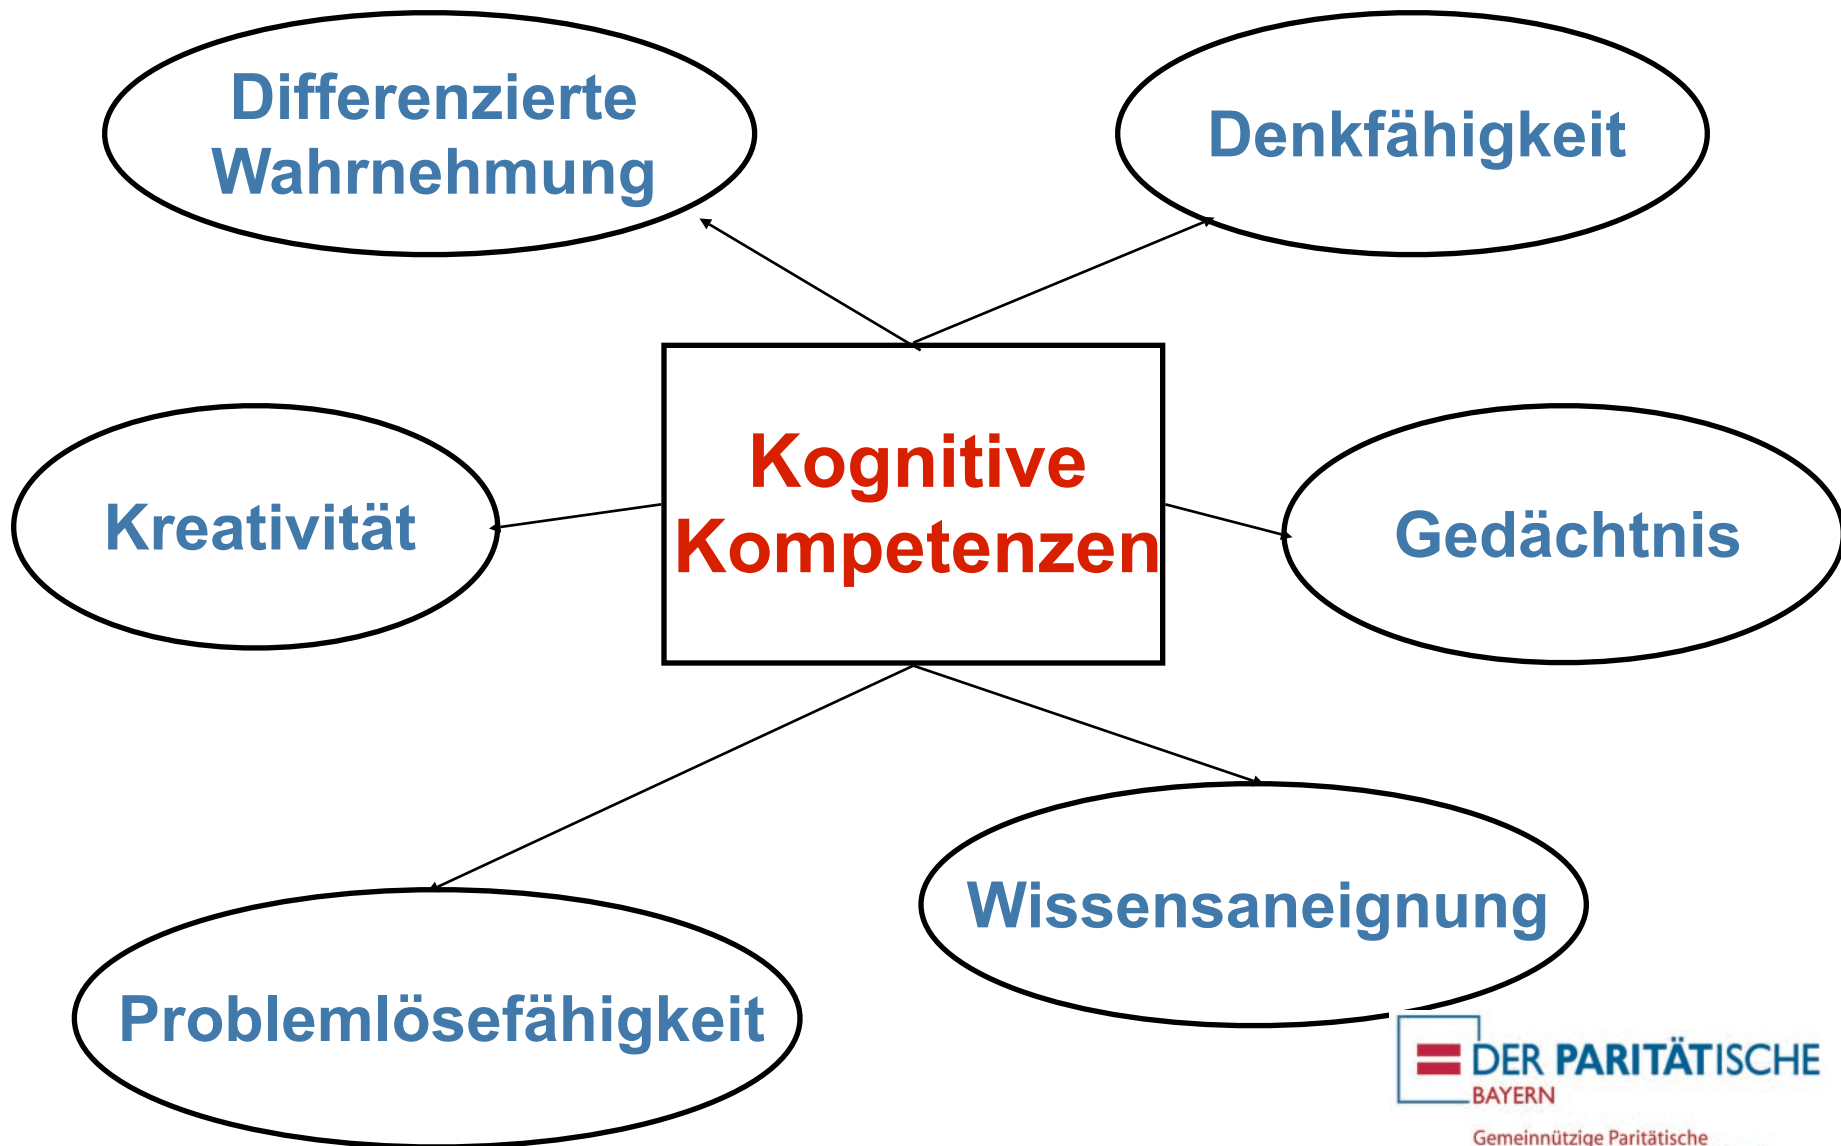 Differenzierte
Wahrnehmung
Denkfähigkeit
Kognitive
Kompetenzen
Kreativität
Gedächtnis
Wissensaneignung
Problemlösefähigkeit
DER PARITÄTISCHE
BAYERN
Gemeinnützige Paritätische